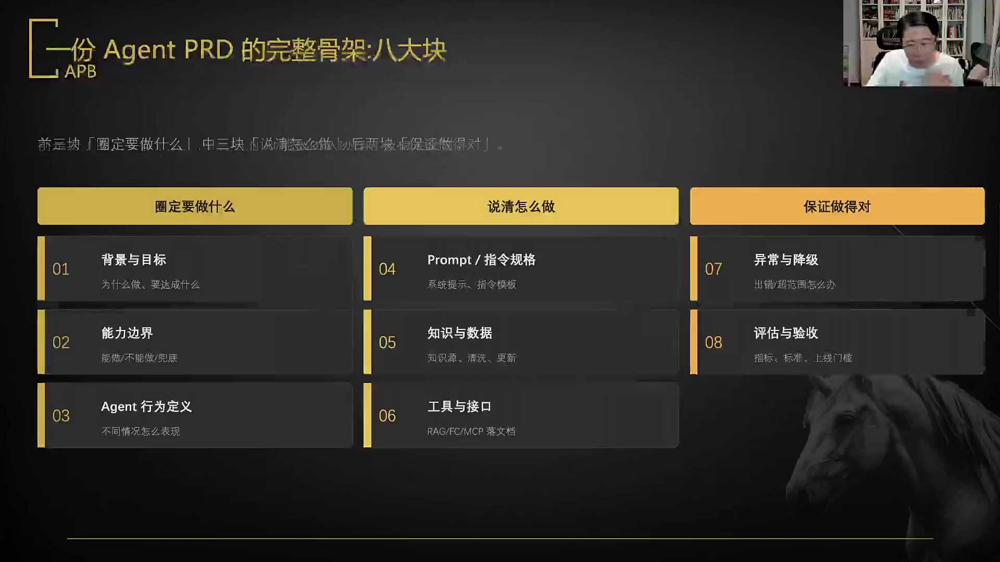 一份 Agent PRD 的完整骨架:八大块
APB
前三块「圈定要做什么」,中三块「说清怎么做」后两块「保证做得对」。
圈定要做什么
说清怎么做
保证做得对
01
背景与目标
为什么做、要达成什么
04
Prompt / 指令规格
系统提示、指令模板
07
异常与降级
出错/超范围怎么办
02
能力边界
能做/不能做/兜底
05
知识与数据
知识源、清洗、更新
08
评估与验收
指标、标准、上线门槛
03
Agent 行为定义
不同情况怎么表现
06
工具与接口
RAG/FC/MCP 落文档